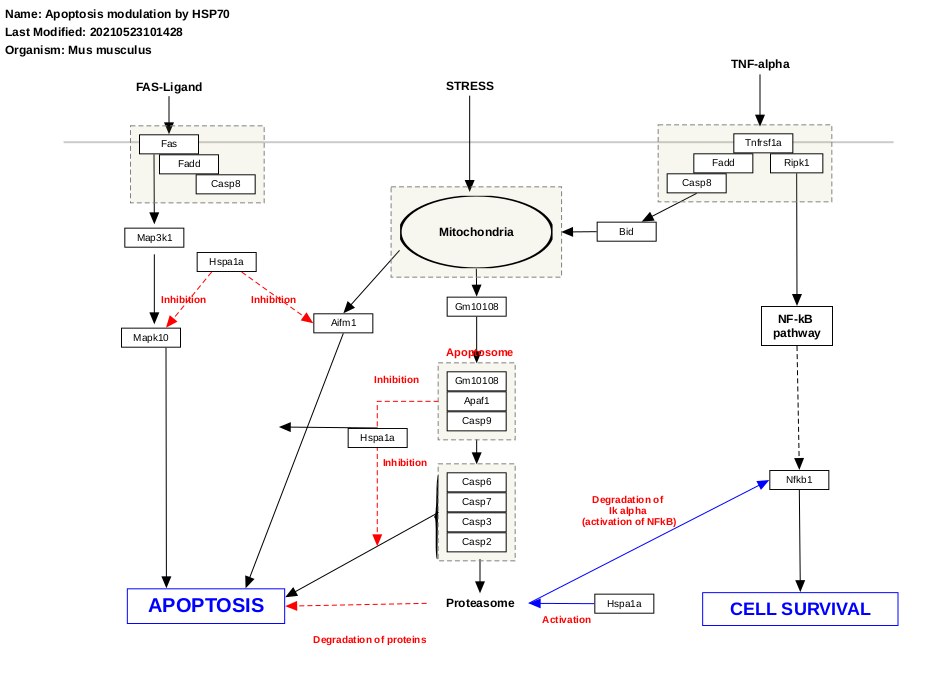 Name: Apoptosis modulation by HSP70
Last Modified: 20210523101428
Organism: Mus musculus
FAS-Ligand
STRESS
TNF-alpha
Fas
Fadd
Casp8
Tnfrsf1a
Fadd
Ripk1
Casp8
Map3k1
Mitochondria
Bid
Hspa1a
Inhibition
Inhibition
Gm10108
Mapk10
Aifm1
NF-kB
pathway
Apoptosome
Inhibition
Gm10108
Apaf1
Casp9
Hspa1a
Inhibition
Casp6
Casp7
Casp3
Casp2
Nfkb1
Degradation of
Ik alpha
(activation of NFkB)
APOPTOSIS
Proteasome
Hspa1a
CELL SURVIVAL
Activation
Degradation of proteins